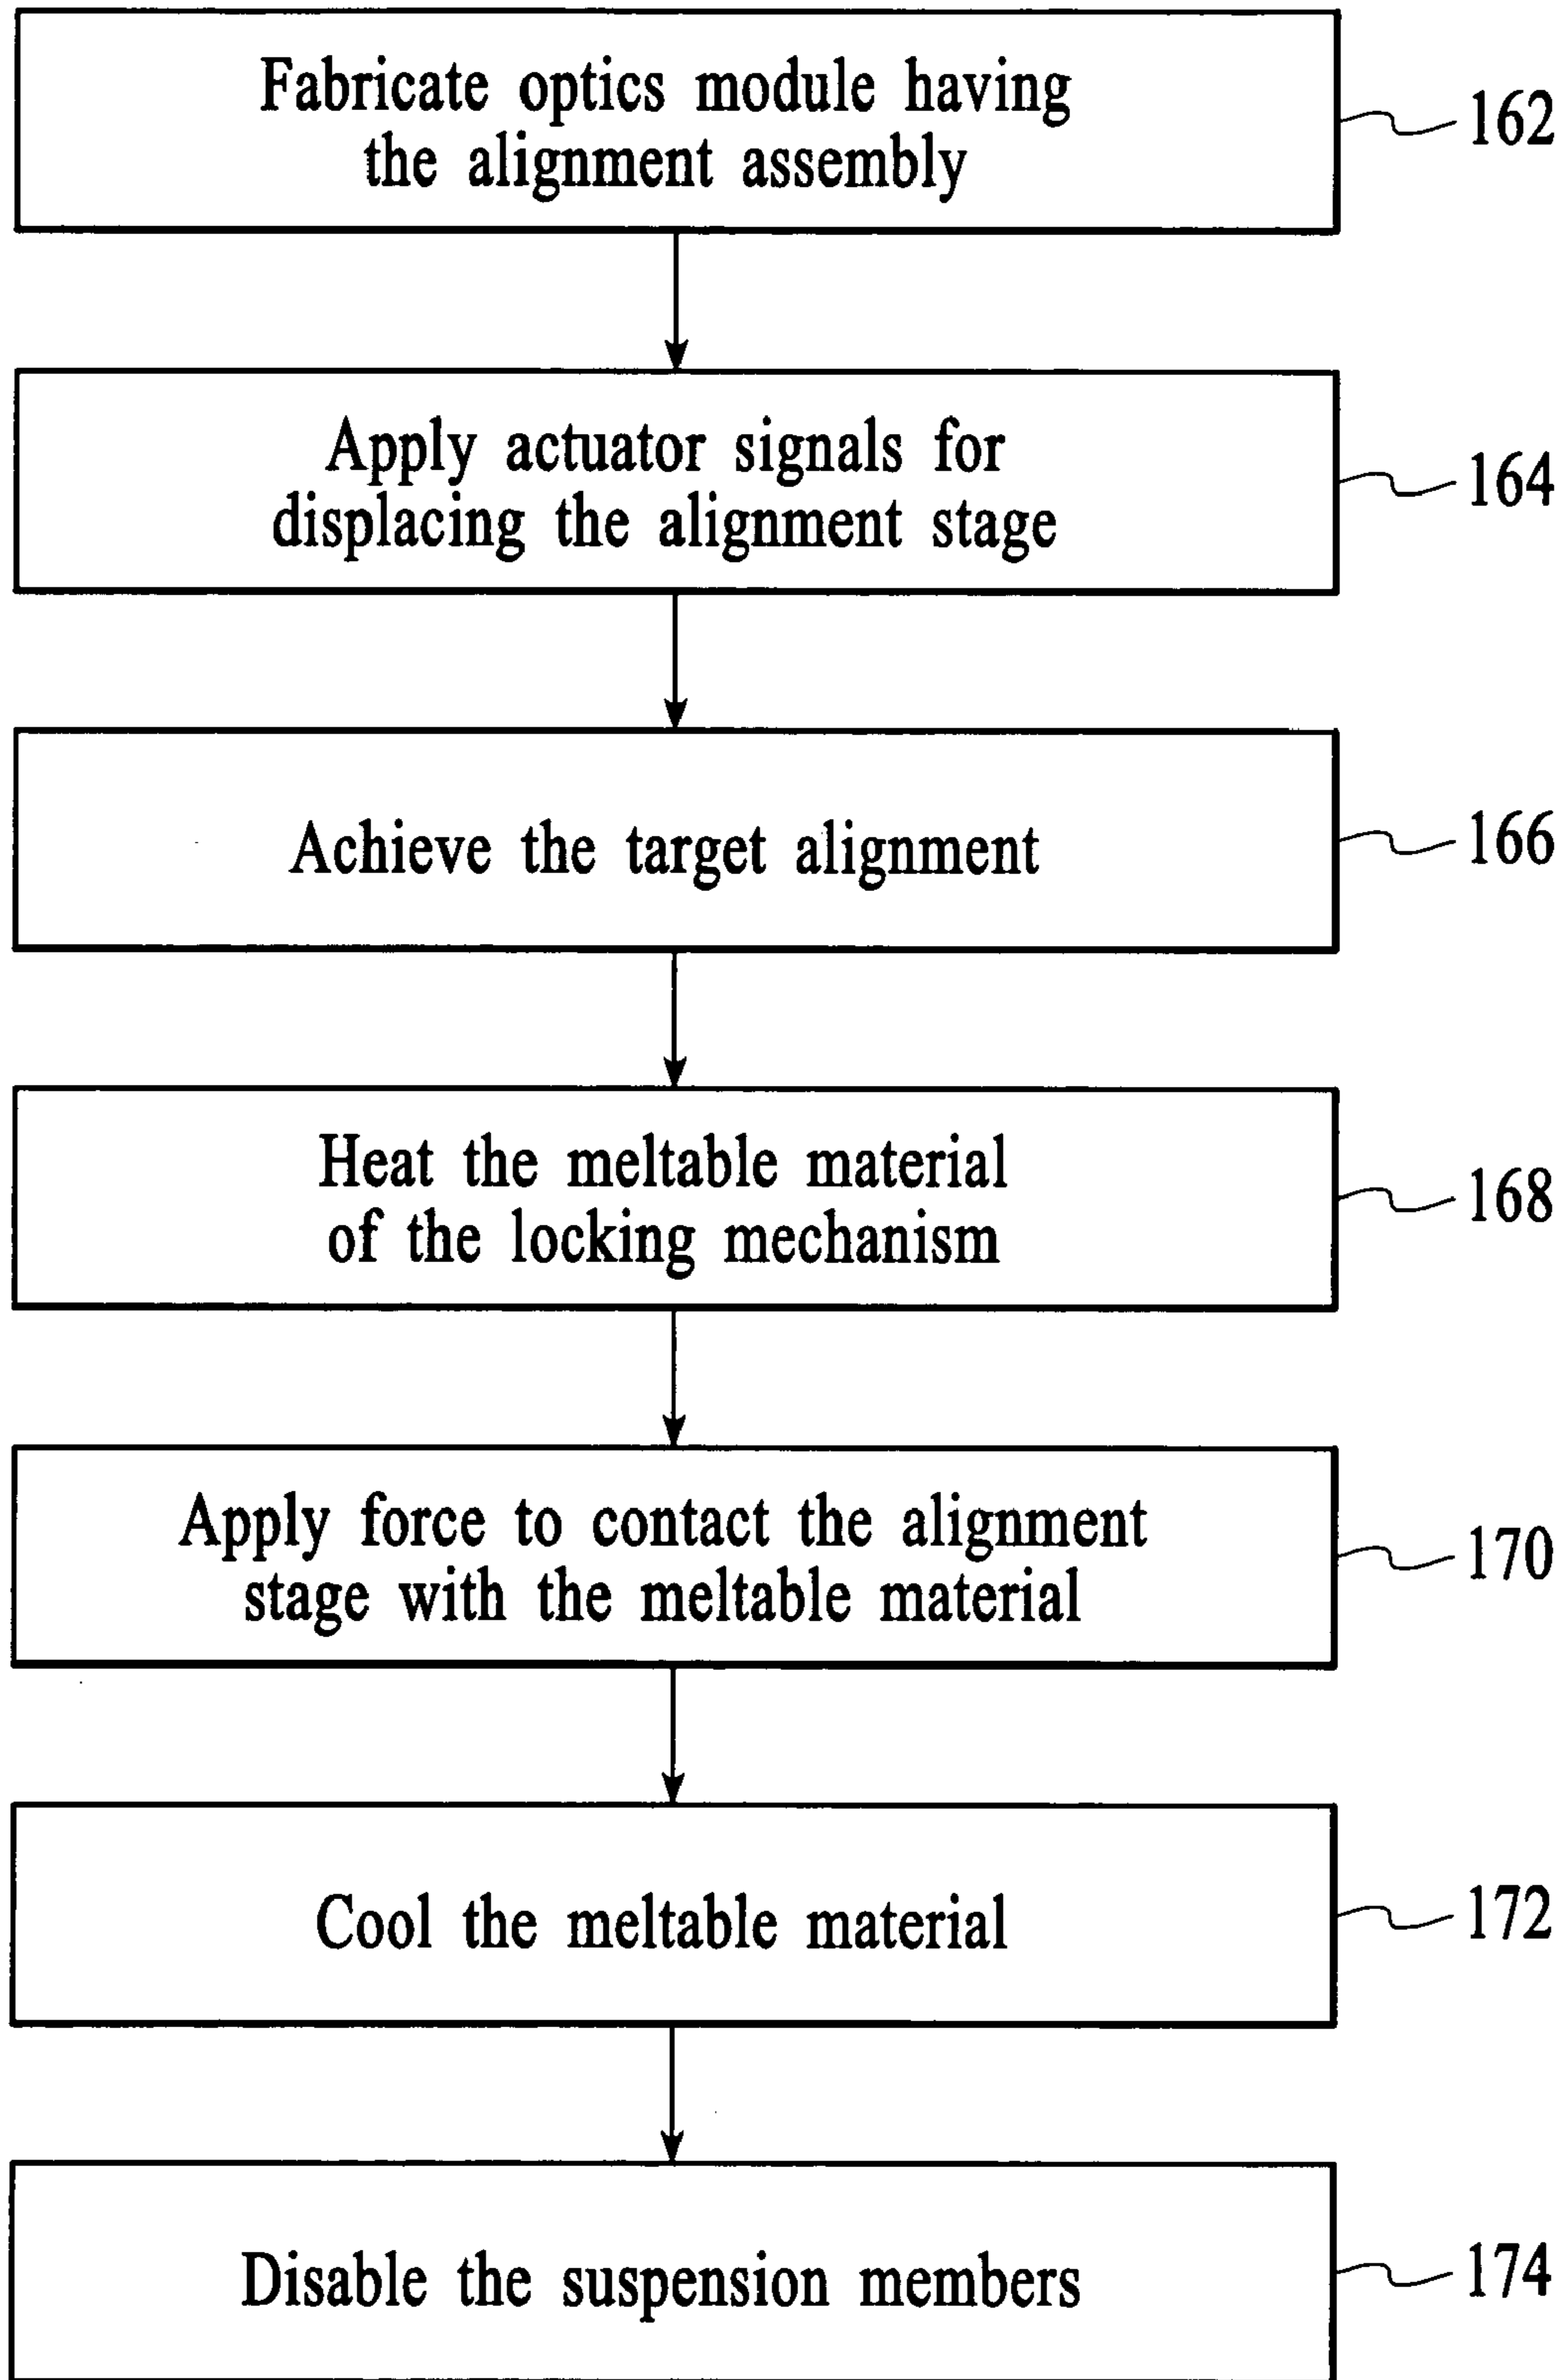 Fabricate optics module having
the alignment assembly
162
Apply actuator signals for
displacing the alignment stage
164
Achieve the target alignment
166
Heat the meltable material
of the locking mechanism
168
Apply force to contact the alignment
stage with the meltable material
170
Cool the meltable material
172
Disable the suspension members
174